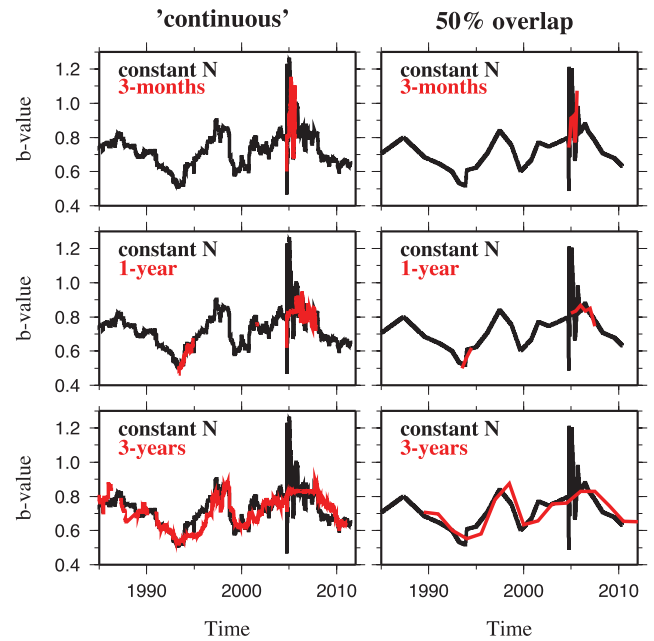 ’continuous’ 50% overlap
b-value
1.2
1.0
0.8
0.6
0.4
constant N
3-months
constant N
3-months
b-value
1.2
1.0
0.8
0.6
0.4
constant N
1-year
constant N
1-year
b-value
1.2
1.0
0.8
0.6
0.4
constant N
3-years
constant N
3-years
1990 2000 2010 1990 2000 2010
Time Time